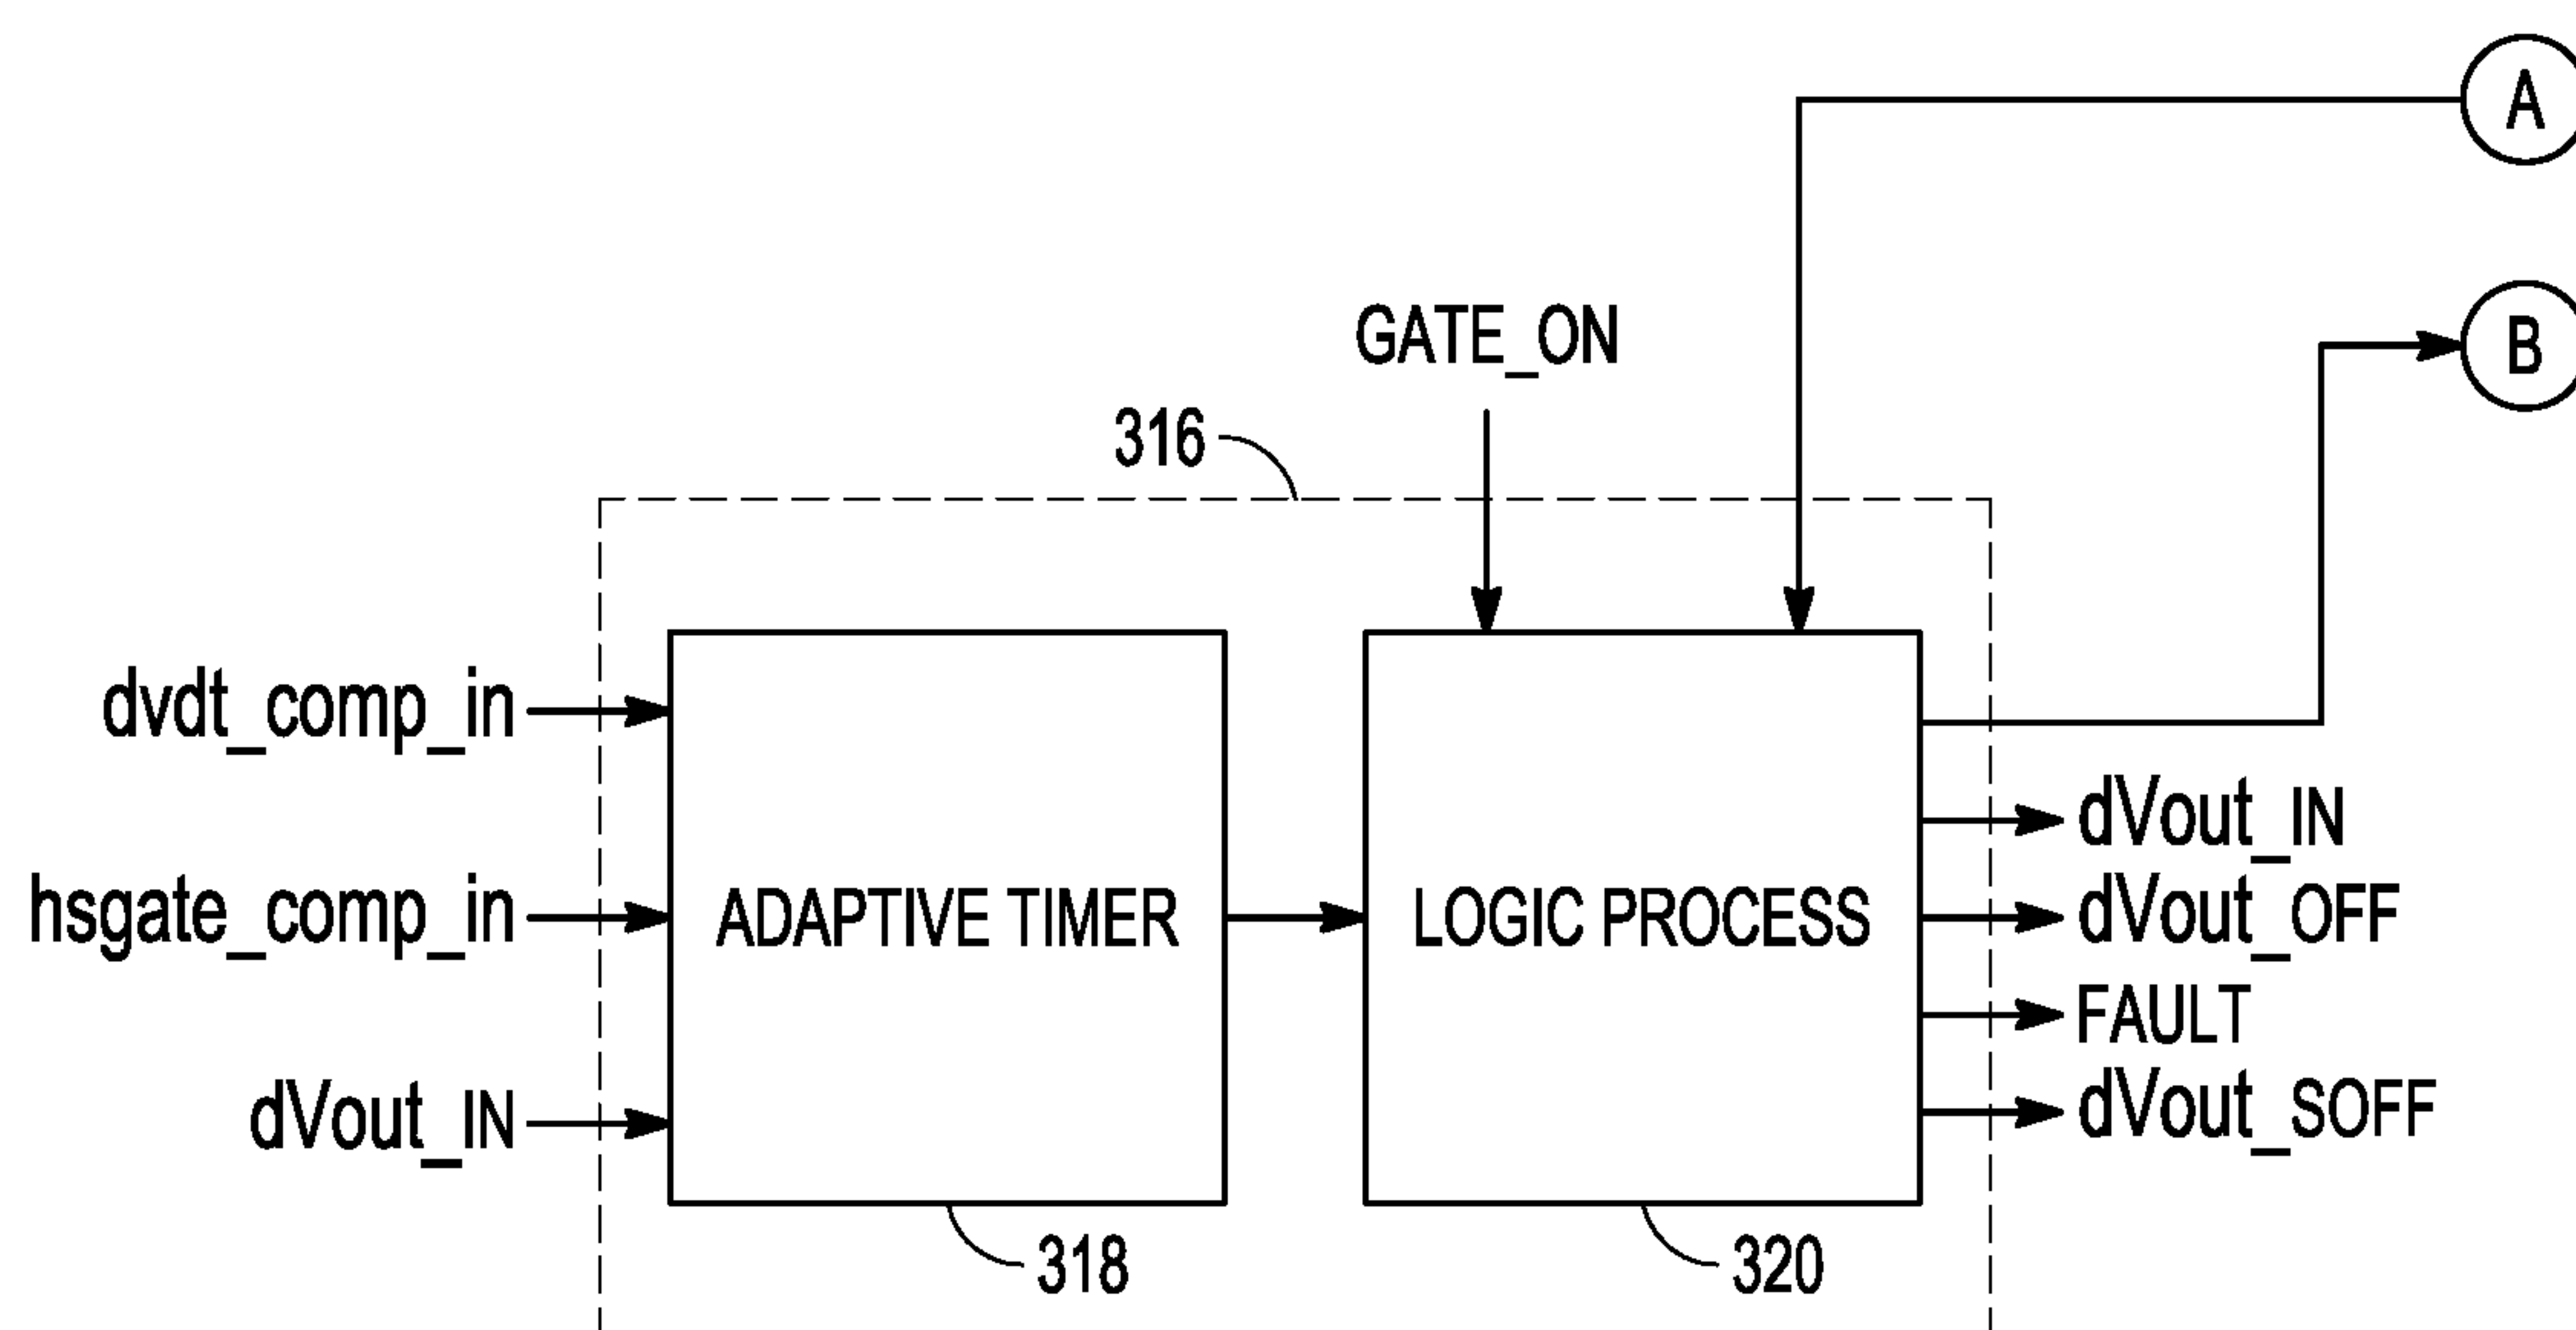 A
GATE_ON
B
316
dvdt_comp_in
dVout_IN
hsgate_comp_in
ADAPTIVE TIMER
LOGIC PROCESS
dVout_OFF
FAULT
dVout_IN
dVout_SOFF
318
320